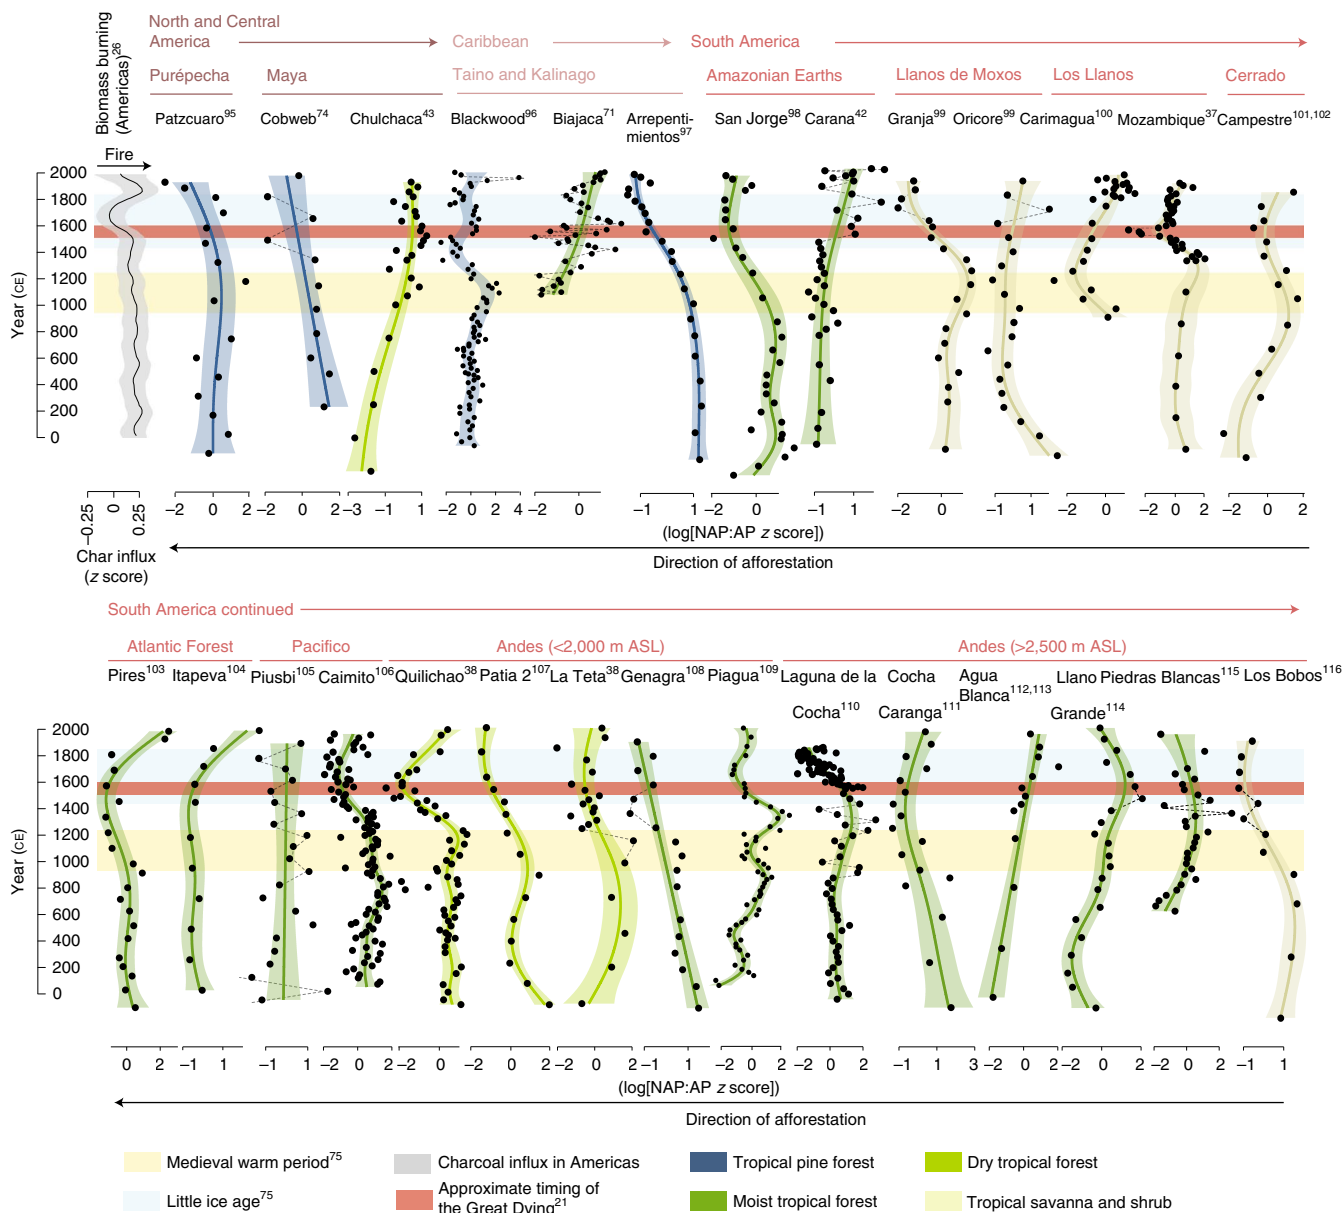 Biomass burning
(Americas)26
North and Central
America
Caribbean
South America
Purépecha
Maya
Taino and Kalinago
Amazonian Earths
Llanos de Moxos
Los Llanos
Cerrado
Patzcuaro95
Cobweb74
Chulchaca43
Blackwood96
Biajaca71
Arrepenti-
mientos97
San Jorge98
Carana42
Granja99
Oricore99
Carimagua100
Mozambique37
Campestre101,102
Fire
Year (CE)
2000
1800
1600
1400
1200
1000
800
600
400
200
0
–0.25 0 0.25
Char influx
(z score)
–2 0 2
–2 0 2
–3 –1 1
–2 0 2 4
–2 0
–1 1
–2 0
–2 1
–2 0
–1 0 1
–2 0
–2 0 2
–2 0 2
(log[NAP:AP z score])
Direction of afforestation
South America continued
Atlantic Forest
Pacifico
Andes (<2,000 m ASL)
Andes (>2,500 m ASL)
Pires103
Itapeva104
Piusbi105
Caimito106
Quilichao38
Patia 2107
La Teta38
Genagra108
Piagua109
Laguna de la
Cocha110
Cocha
Caranga111
Agua
Blanca112,113
Llano
Grande114
Piedras Blancas115
Los Bobos116
Year (CE)
2000
1800
1600
1400
1200
1000
800
600
400
200
0
0 2
–1 1
–1 1
–2 0 2
–2 0 2
–2 0 2
–2 0 2
–1 1
–2 0 2
–2 0 2
–1 1 3
–2 0 2
–2 0 2
–2 0 2
–1 1
(log[NAP:AP z score])
Direction of afforestation
Medieval warm period75
Charcoal influx in Americas
Tropical pine forest
Dry tropical forest
Little ice age75
Approximate timing of
the Great Dying21
Moist tropical forest
Tropical savanna and shrub